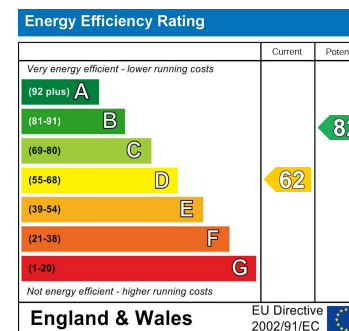 Energy Efficiency Rating
Current
Very energy efficient - lower running costs
(92 plus) A
(81-91) B
(69-80) C
(55-68) D
62
(39-54) E
(21-38) F
(1-20) G
Not energy efficient - higher running costs
England & Wales
EU Directive
2002/91/EC